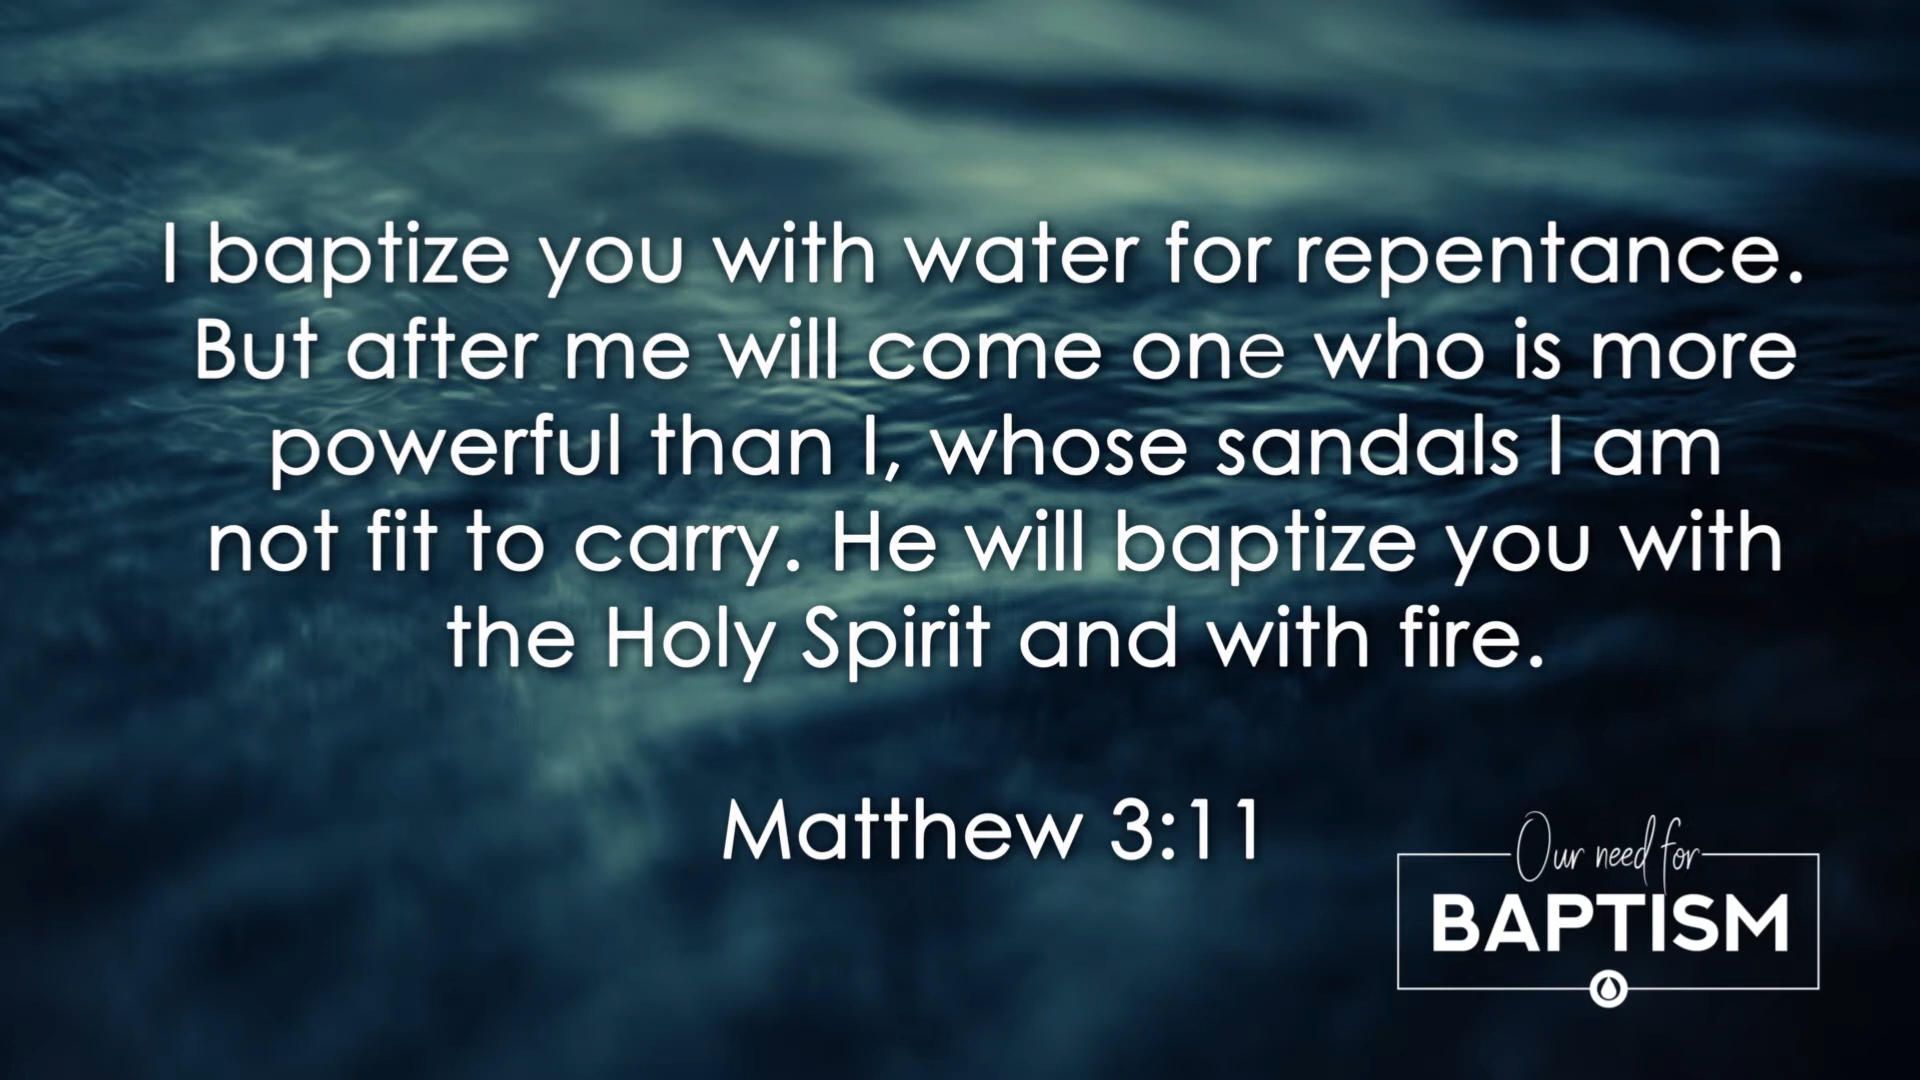 I baptize you with water for repentance.
But after me will come one who is more
powerful than I, whose sandals I am
not fit to carry. He will baptize you with
the Holy Spirit and with fire.
Matthew 3:11
Our need for
BAPTISM